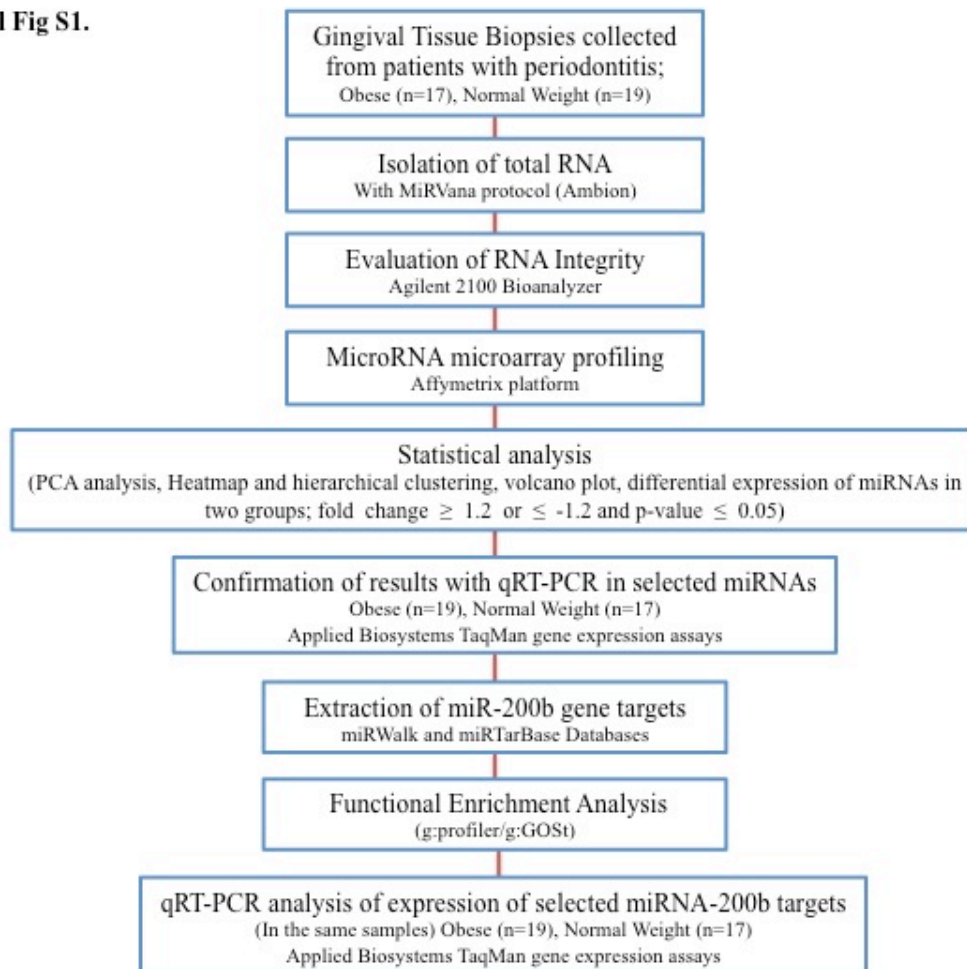 l Fig S1.
Gingival Tissue Biopsies collected
from patients with periodontitis;
Obese (n=17), Normal Weight (n=19)
Isolation of total RNA
With MiRVana protocol (Ambion)
Evaluation of RNA Integrity
Agilent 2100 Bioanalyzer
MicroRNA microarray profiling
Affymetrix platform
Statistical analysis
(PCA analysis, Heatmap and hierarchical clustering, volcano plot, differential expression of miRNAs in
two groups; fold change ≥ 1.2 or ≤ -1.2 and p-value ≤ 0.05)
Confirmation of results with qRT-PCR in selected miRNAs
Obese (n=19), Normal Weight (n=17)
Applied Biosystems TaqMan gene expression assays
Extraction of miR-200b gene targets
miRWalk and miRTarBase Databases
Functional Enrichment Analysis
(g:profiler/g:GOSt)
qRT-PCR analysis of expression of selected miRNA-200b targets
(In the same samples) Obese (n=19), Normal Weight (n=17)
Applied Biosystems TaqMan gene expression assays